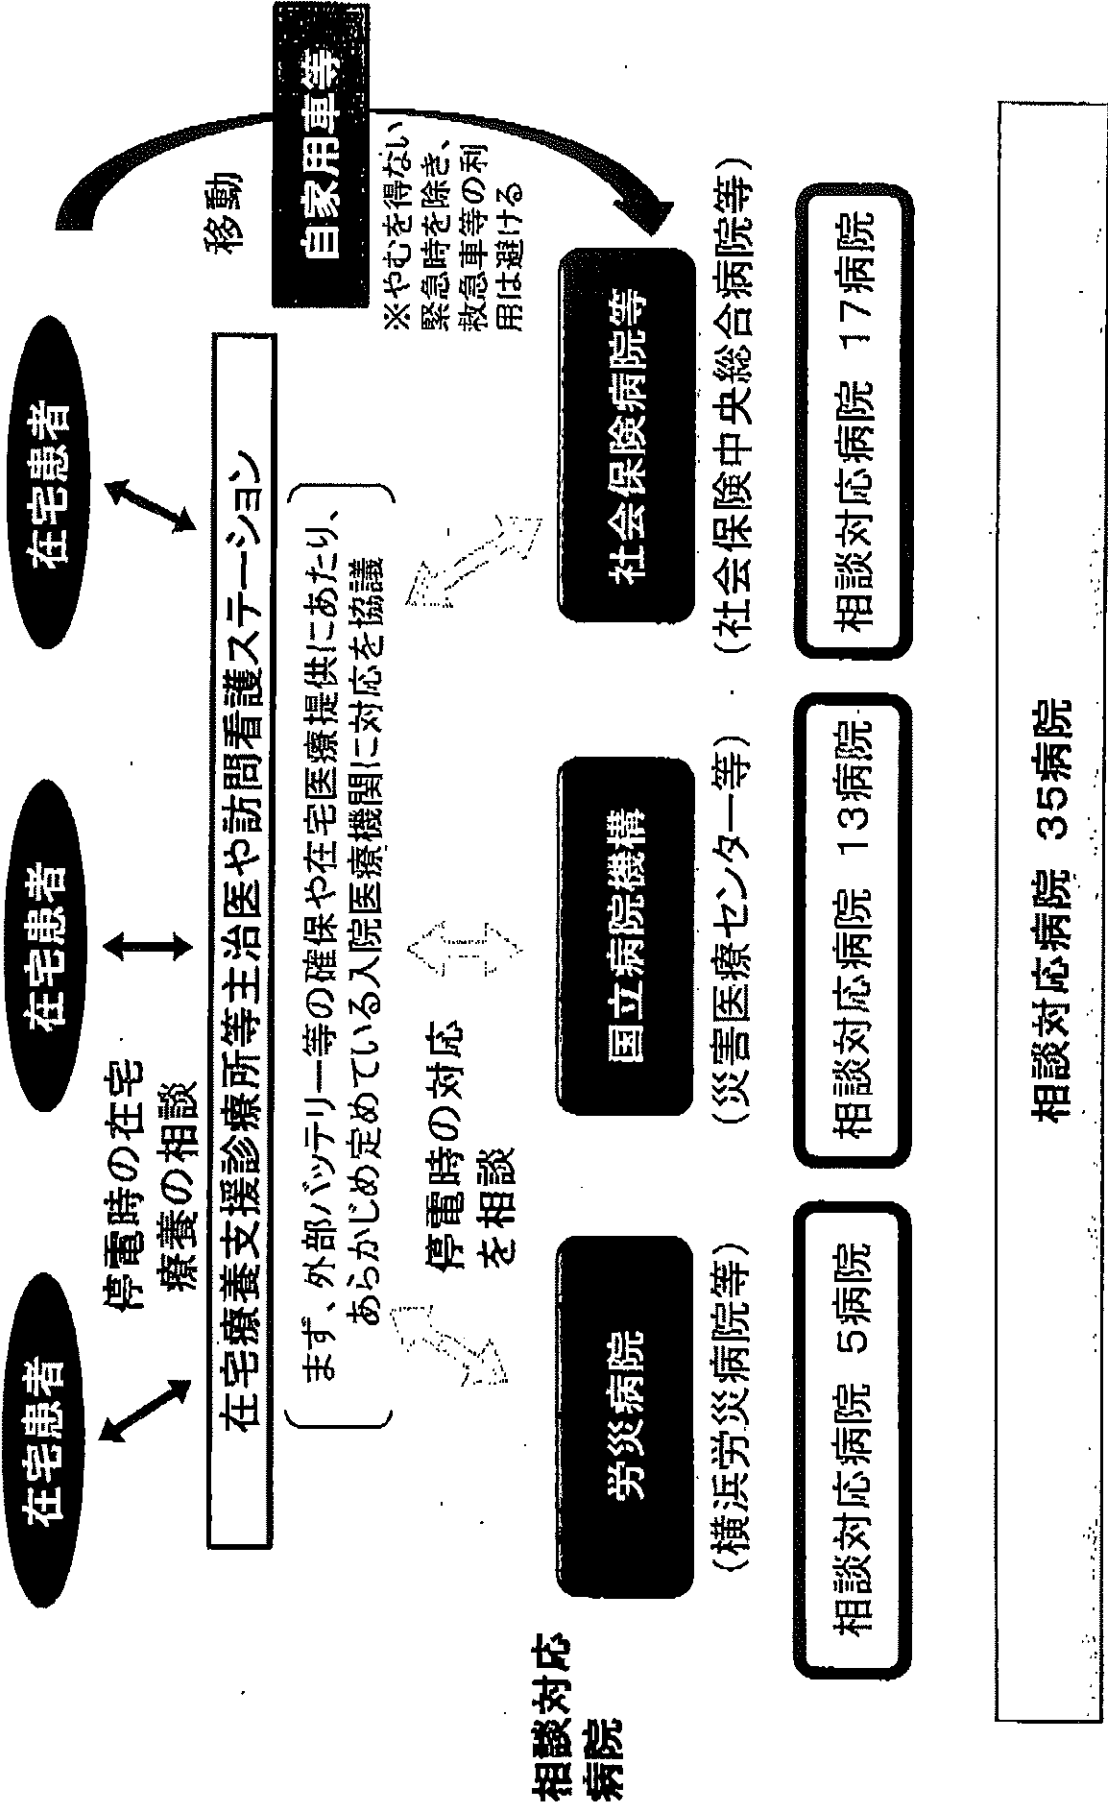 在宅患者
在宅患者
在宅患者
停電時の在宅
療養の相談
移動
自家用車等
※やむを得ない
緊急時を除き、
救急車等の利
用は避ける
在宅療養支援診療所等主治医や訪問看護ステーション
まず、外部バッテリー等の確保や在宅医療提供にあたり、
あらかじめ定めている入院医療機関に対応を協議
停電時の対応
を相談
相談対応
病院
労災病院
国立病院機構
社会保険病院等
(横浜労災病院等)
(災害医療センター等)
(社会保険中央総合病院等)
相談対応病院 5病院
相談対応病院 13病院
相談対応病院 17病院
相談対応病院 35病院